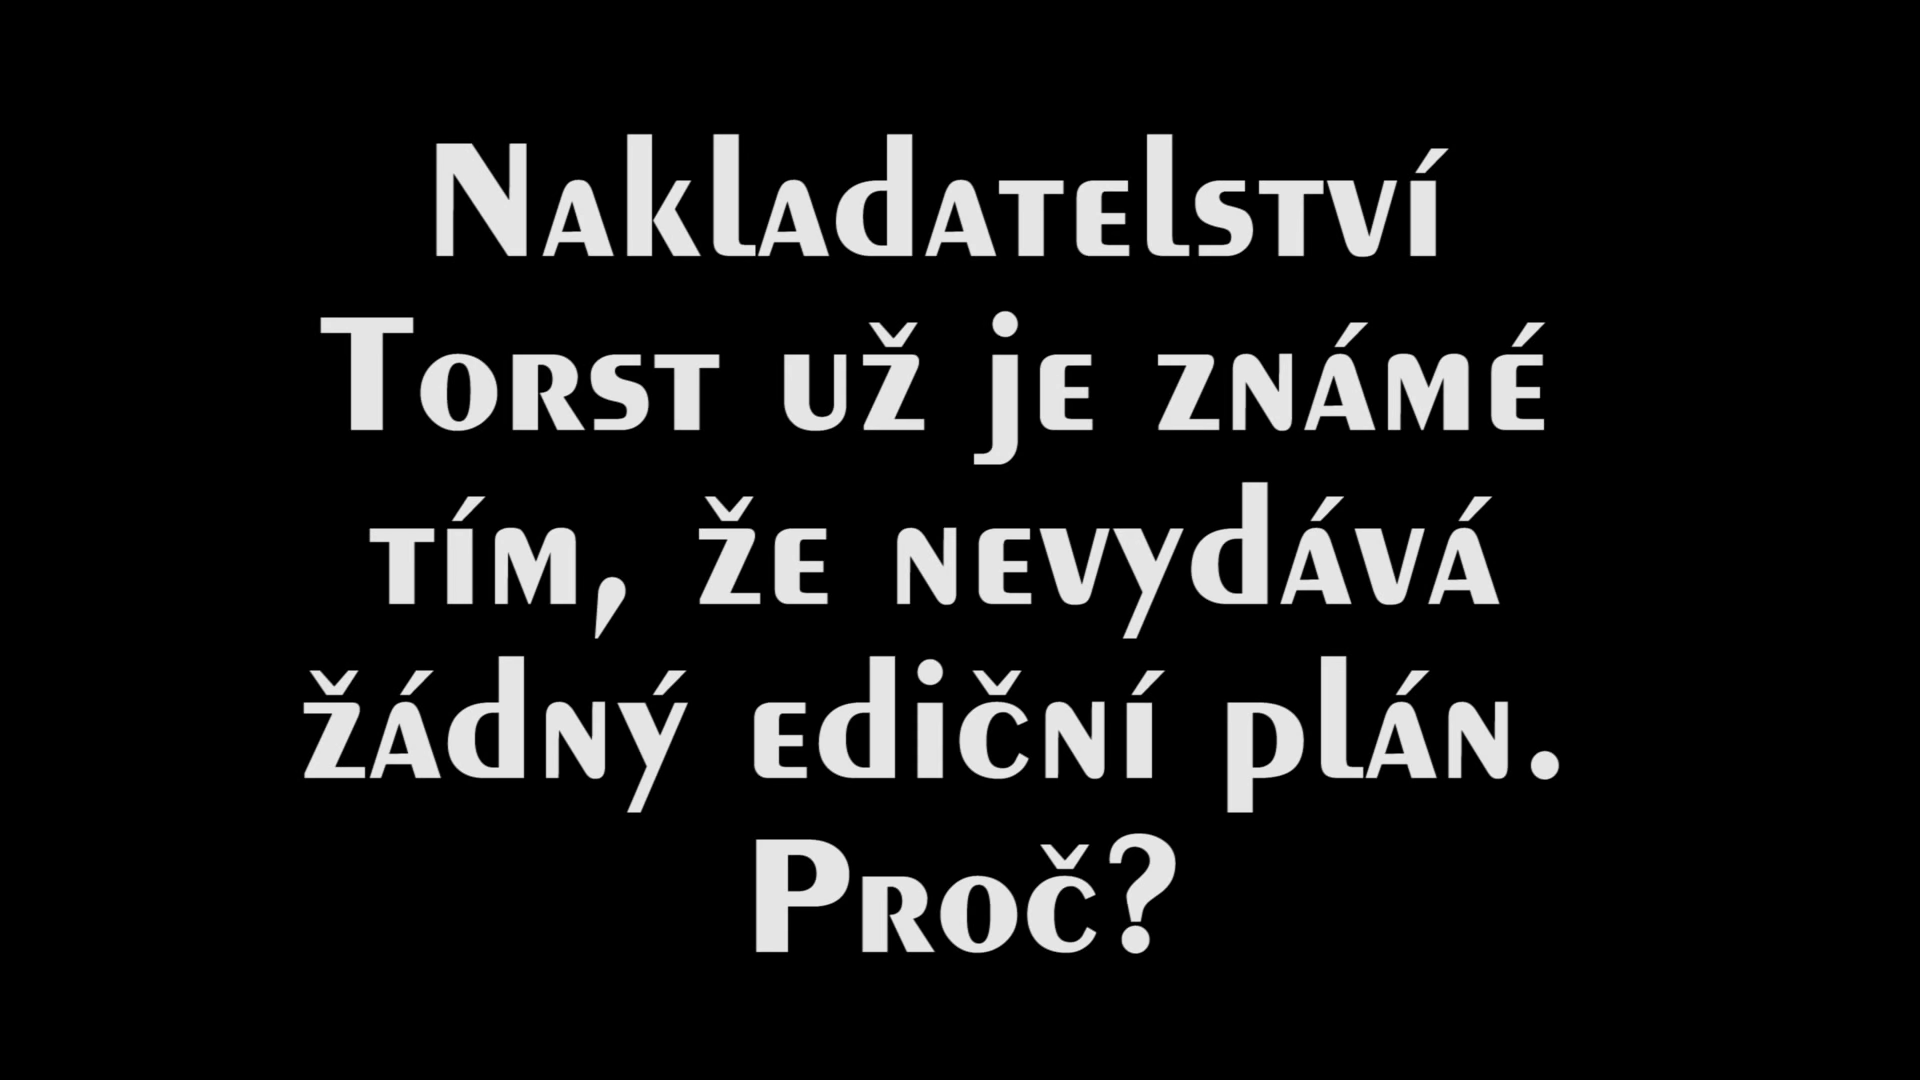 Nakladatelství
Torst už je známé
tím, že nevydává
žádný ediční plán.
Proč?